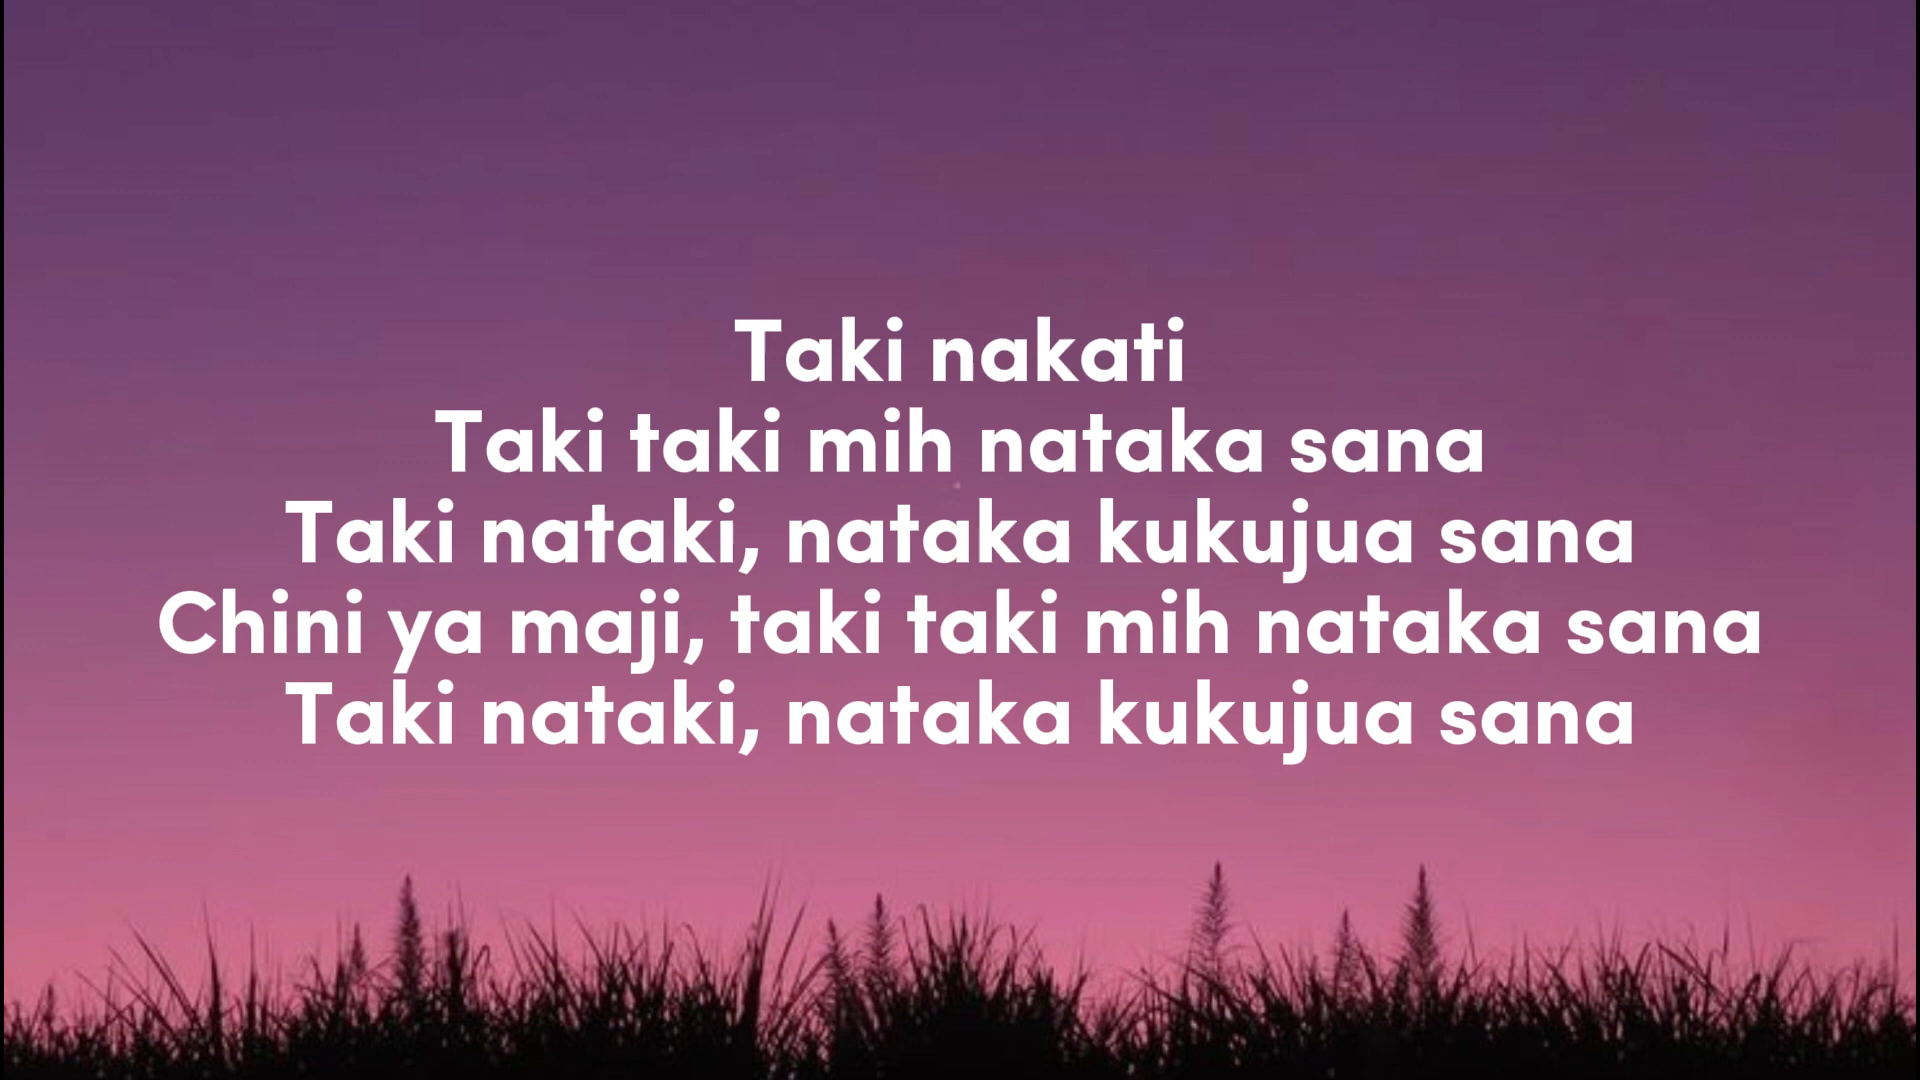 Taki nakati
Taki taki mih nataka sana
Taki nataki, nataka kukujua sana
Chini ya maji, taki taki mih nataka sana
Taki nataki, nataka kukujua sana